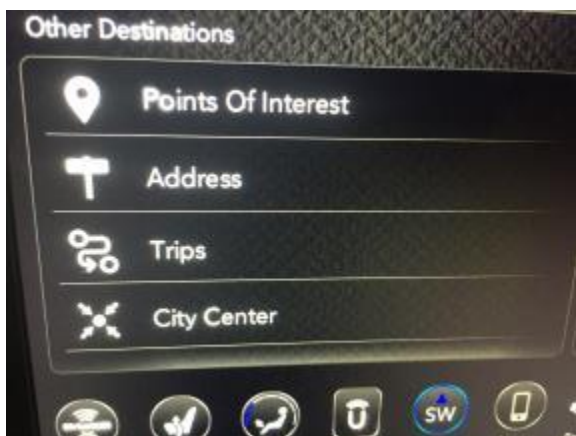 Other Destinations
Points Of Interest
Address
Trips
City Center
SW